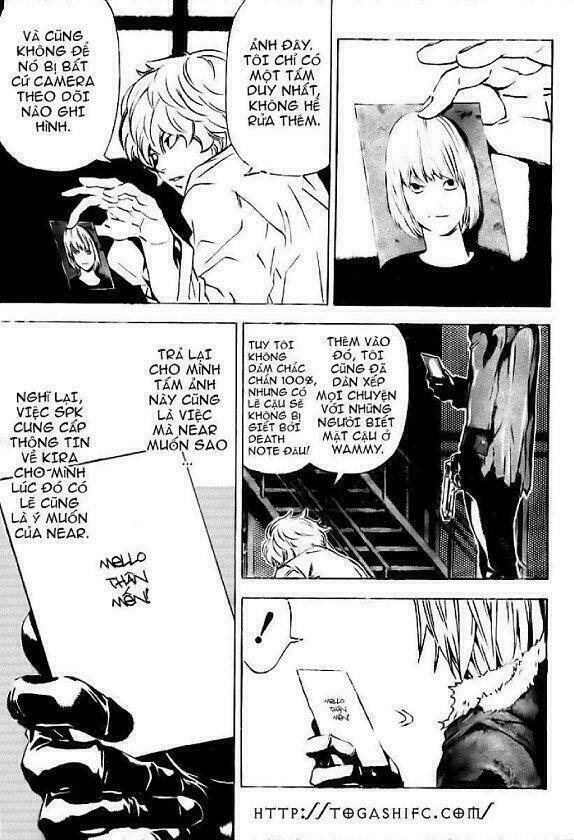 ẢNH ĐÂY.
TÔI CHỈ CÓ
MỘT TẤM
DUY NHẤT,
KHÔNG HỀ
RỬA THÊM.
VÀ CŨNG
KHÔNG ĐỂ
NÓ BỊ BẤT
CỨ CAMERA
THEO DÕI
NÀO GHI
HÌNH.
THÊM VÀO
ĐÓ, TÔI
CŨNG ĐÃ
DÀN XẾP
MỌI CHUYỆN
VỚI NHỮNG
NGƯỜI BIẾT
MẶT CẬU Ở
WAMMY.
TUY TÔI
KHÔNG
DÁM CHẮC
CHẮN 100%,
NHƯNG CÓ
LẼ CẬU SẼ
KHÔNG BỊ
GIẾT BỞI
DEATH
NOTE ĐÂU!
!
MELLO
THÂN
MẾN!
TRẢ LẠI
CHO MÌNH
TẤM ẢNH
NÀY CŨNG
LÀ VIỆC
MÀ NEAR
MUỐN SAO
...
NGHĨ LẠI,
VIỆC SPK
CUNG CẤP
THÔNG TIN
VỀ KIRA
CHO MÌNH
LÚC ĐÓ CÓ
LẼ CŨNG
LÀ Ý MUỐN
CỦA NEAR.
MELLO
THÂN
MẾN!
HTTP://TOGASHIFC.COM/